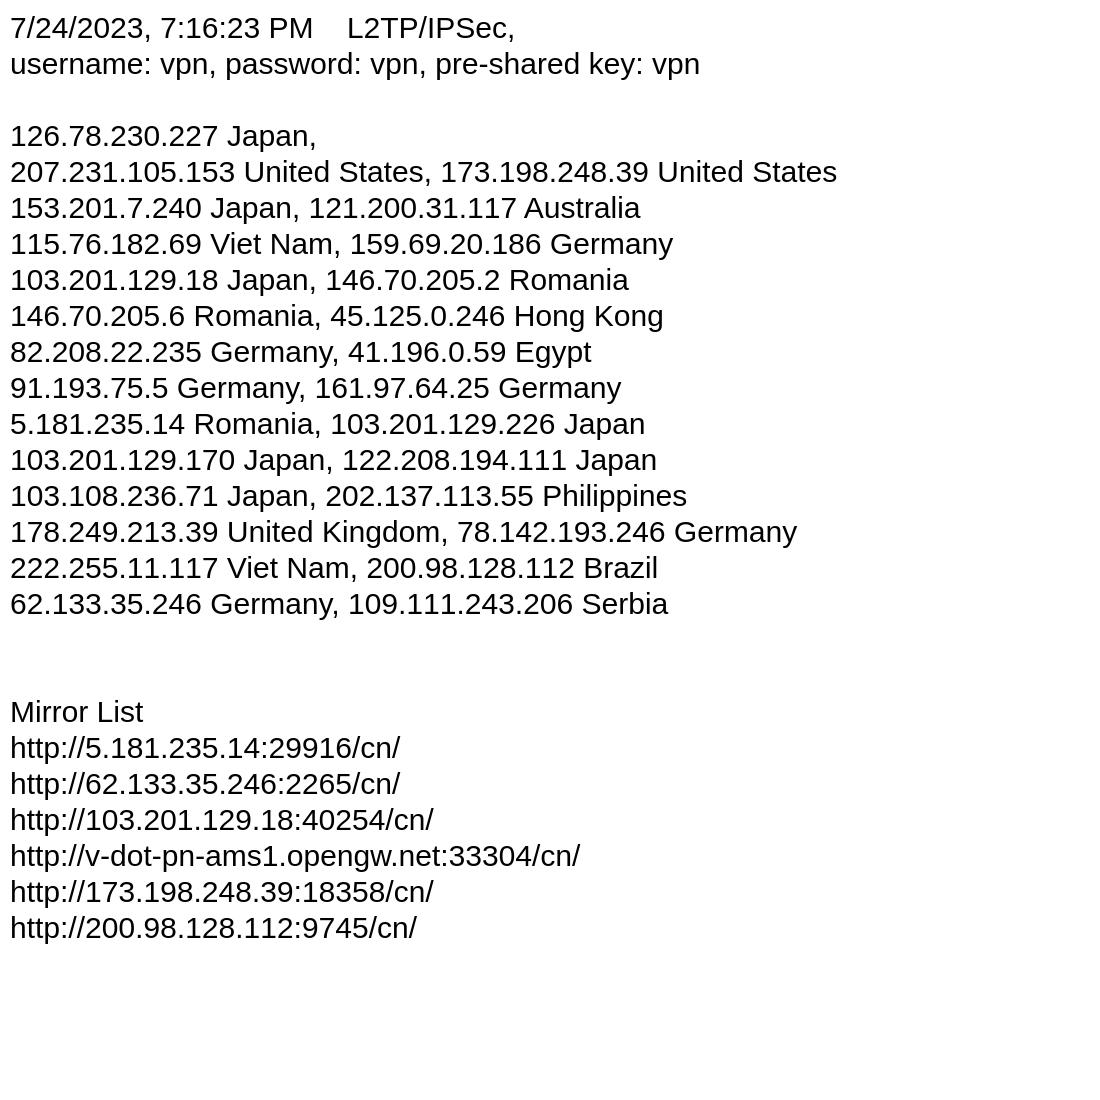 7/24/2023, 7:16:23 PM    L2TP/IPSec,
username: vpn, password: vpn, pre-shared key: vpn
126.78.230.227 Japan,
207.231.105.153 United States, 173.198.248.39 United States
153.201.7.240 Japan, 121.200.31.117 Australia
115.76.182.69 Viet Nam, 159.69.20.186 Germany
103.201.129.18 Japan, 146.70.205.2 Romania
146.70.205.6 Romania, 45.125.0.246 Hong Kong
82.208.22.235 Germany, 41.196.0.59 Egypt
91.193.75.5 Germany, 161.97.64.25 Germany
5.181.235.14 Romania, 103.201.129.226 Japan
103.201.129.170 Japan, 122.208.194.111 Japan
103.108.236.71 Japan, 202.137.113.55 Philippines
178.249.213.39 United Kingdom, 78.142.193.246 Germany
222.255.11.117 Viet Nam, 200.98.128.112 Brazil
62.133.35.246 Germany, 109.111.243.206 Serbia
Mirror List
http://5.181.235.14:29916/cn/
http://62.133.35.246:2265/cn/
http://103.201.129.18:40254/cn/
http://v-dot-pn-ams1.opengw.net:33304/cn/
http://173.198.248.39:18358/cn/
http://200.98.128.112:9745/cn/